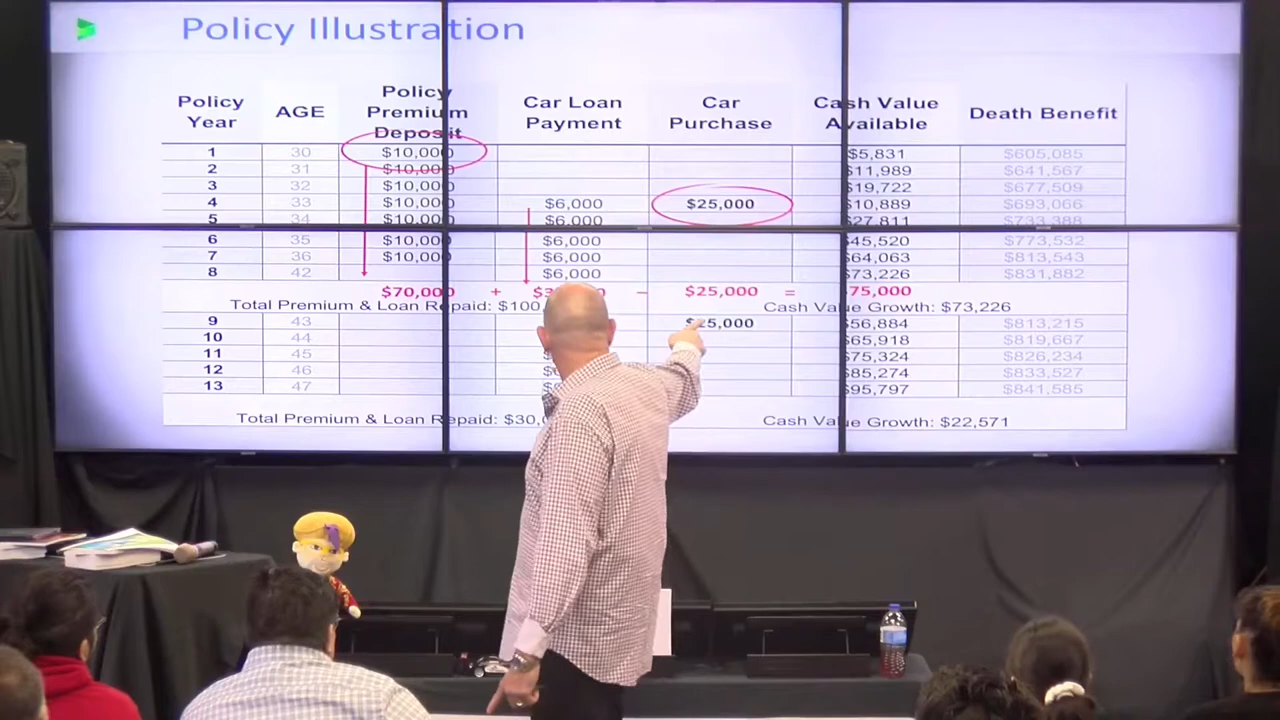 Policy Illustration
Policy Year AGE Policy Premium Deposit Car Loan Payment Car Purchase Cash Value Available Death Benefit
1 30 $10,000 $5,831 $605,085
2 31 $10,000 $11,989 $641,567
3 32 $10,000 $19,722 $677,509
4 33 $10,000 $6,000 $25,000 $10,889 $693,066
5 34 $10,000 $6,000 $27,811 $733,388
6 35 $10,000 $6,000 $45,520 $773,532
7 36 $10,000 $6,000 $64,063 $813,543
8 42 $6,000 $73,226 $831,882
$70,000 + - $25,000 = $75,000
Total Premium & Loan Repaid: Cash Value Growth: $73,226
9 43 $25,000 $56,884 $813,215
10 44 $65,918 $819,667
11 45 $75,324 $826,234
12 46 $85,274 $833,527
13 47 $95,797 $841,585
Total Premium & Loan Repaid: Cash Value Growth: $22,571